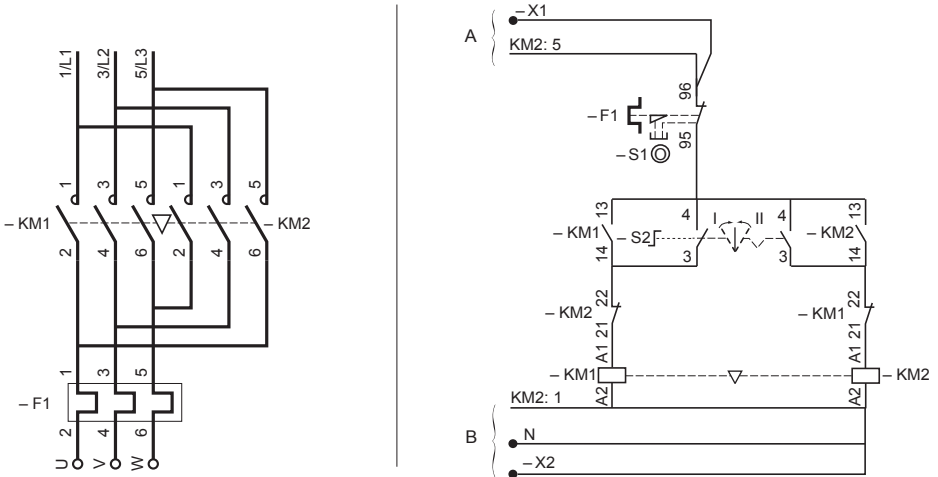 1/L1 3/L2 5/L3
1 3 5 1 3 5
– KM1 – KM2
2 4 6 2 4 6
1 3 5
– F1
2 4 6
U V W
A
– X1
KM2: 5
96
– F1
95
– S1
13 4 4 13
– KM1 – S2 I II – KM2
14 3 3 14
22 22
– KM2 – KM1
21 21
A1 A1
– KM1 – KM2
A2 A2
KM2: 1
B
N
– X2